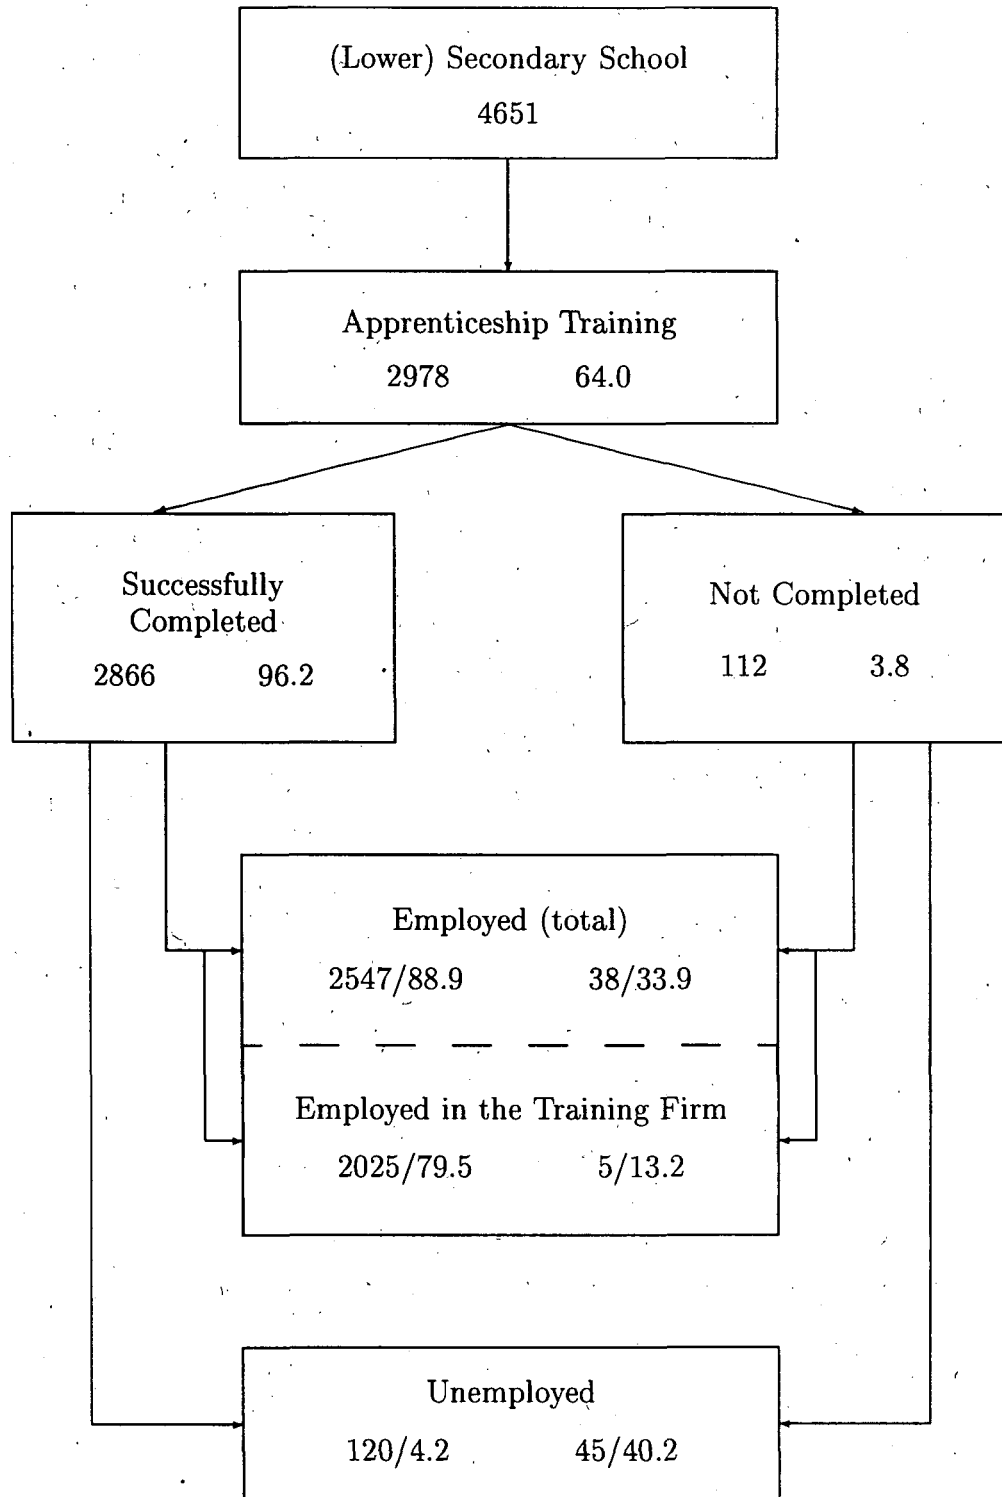 (Lower) Secondary School
4651
Apprenticeship Training
2978 64.0
Successfully
Completed
2866 96.2
Not Completed
112 3.8
Employed (total)
2547/88.9 38/33.9
Employed in the Training Firm
2025/79.5 5/13.2
Unemployed
120/4.2 45/40.2